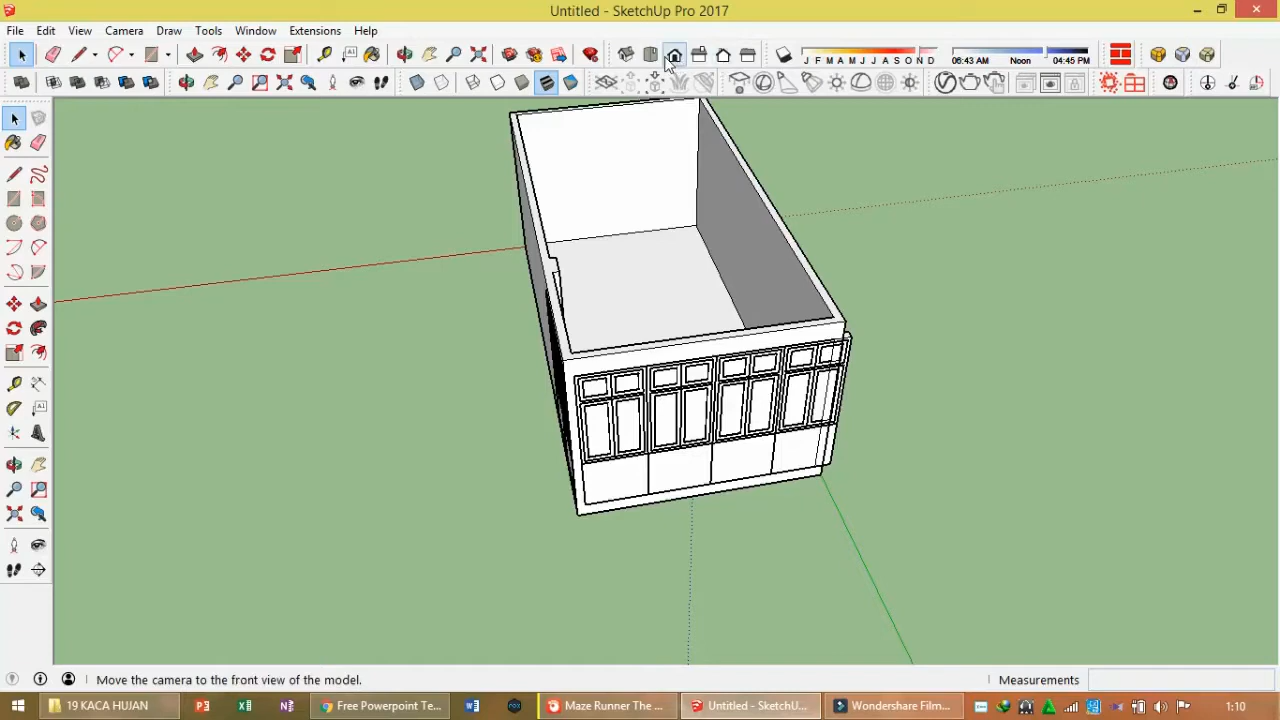 Untitled - SketchUp Pro 2017
File Edit View Camera Draw Tools Window Extensions Help
J F M A M J J A S O N D
06:43 AM Noon 04:45 PM
Move the camera to the front view of the model.
Measurements
19 KACA HUJAN
Free Powerpoint Te...
Maze Runner The ...
Untitled - SketchU...
Wondershare Film...
1:10